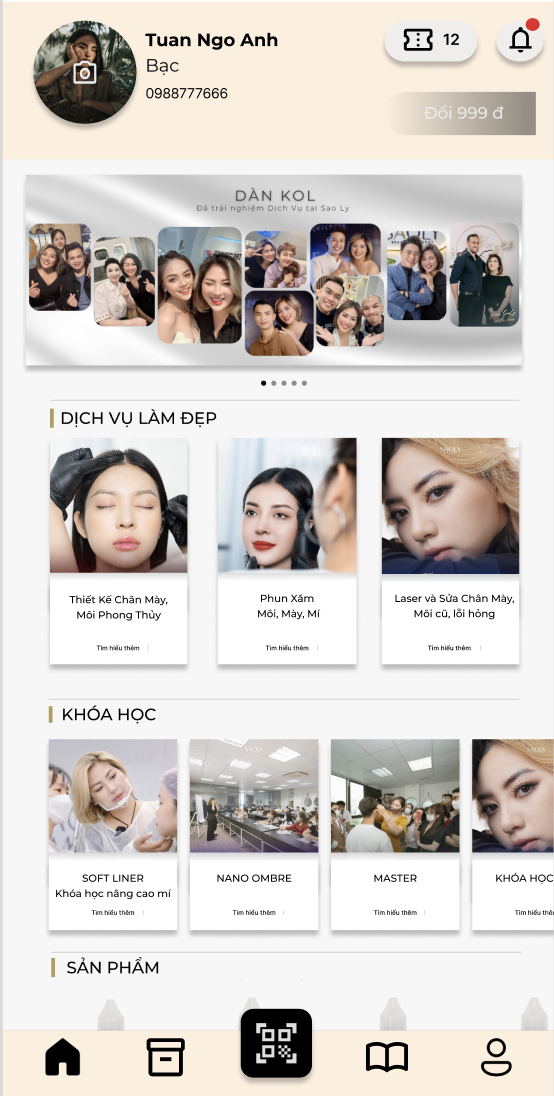 Tuan Ngo Anh
12
Bạc
0988777666
Đổi 999 đ
DÀN KOL
Đã trải nghiệm Dịch Vụ tại Sao Ly
DỊCH VỤ LÀM ĐẸP
SAOLY
Thiết Kế Chân Mày,
Môi Phong Thủy
Tìm hiểu thêm
Phun Xăm
Môi, Mày, Mí
Tìm hiểu thêm
Laser và Sửa Chân Mày,
Môi cũ, lỗi hỏng
Tìm hiểu thêm
KHÓA HỌC
SAOLY
SOFT LINER
Khóa học nâng cao mí
Tìm hiểu thêm
NANO OMBRE
Tìm hiểu thêm
MASTER
Tìm hiểu thêm
KHÓA HỌC
Tìm hiểu thê
SẢN PHẨM